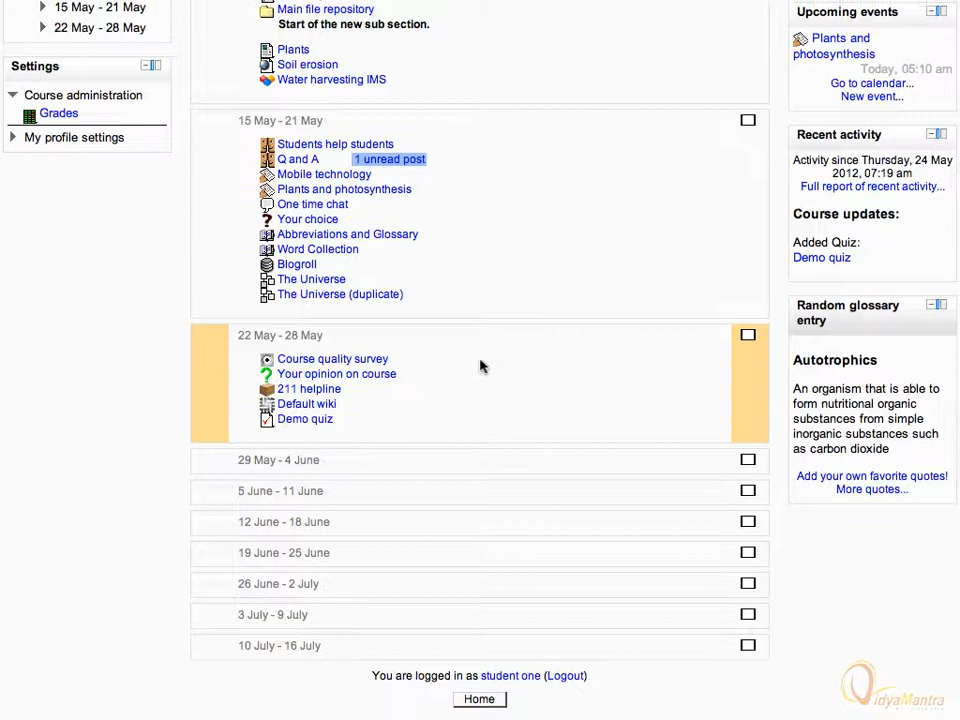 15 May - 21 May
22 May - 28 May
Settings
Course administration
Grades
My profile settings
Main file repository
Start of the new sub section.
Plants
Soil erosion
Water harvesting IMS
15 May - 21 May
Students help students
Q and A 1 unread post
Mobile technology
Plants and photosynthesis
One time chat
Your choice
Abbreviations and Glossary
Word Collection
Blogroll
The Universe
The Universe (duplicate)
22 May - 28 May
Course quality survey
Your opinion on course
211 helpline
Default wiki
Demo quiz
29 May - 4 June
5 June - 11 June
12 June - 18 June
19 June - 25 June
26 June - 2 July
3 July - 9 July
10 July - 16 July
You are logged in as student one (Logout)
Home
Upcoming events
Plants and
photosynthesis
Today, 05:10 am
Go to calendar...
New event...
Recent activity
Activity since Thursday, 24 May
2012, 07:19 am
Full report of recent activity...
Course updates:
Added Quiz:
Demo quiz
Random glossary
entry
Autotrophics
An organism that is able to
form nutritional organic
substances from simple
inorganic substances such
as carbon dioxide
Add your own favorite quotes!
More quotes...
VidyaMantra